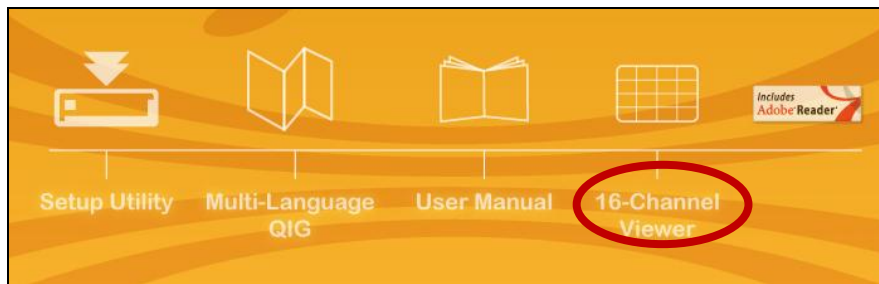 Includes
Adobe® Reader®
Setup Utility
Multi-Language
QIG
User Manual
16-Channel
Viewer